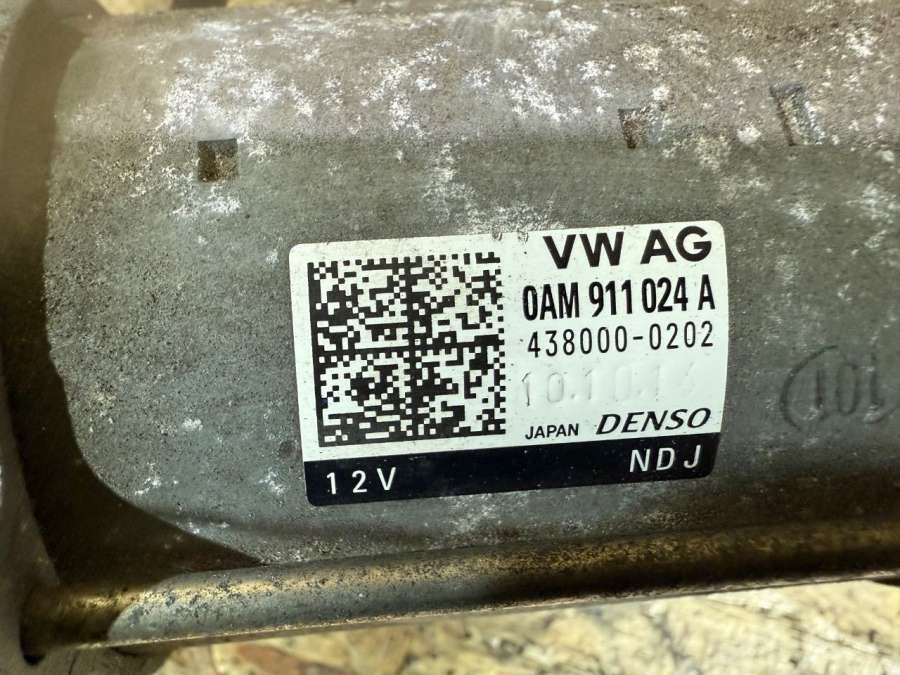 VW AG
0AM 911 024 A
438000-0202
10.10.14
JAPAN DENSO
12V NDJ